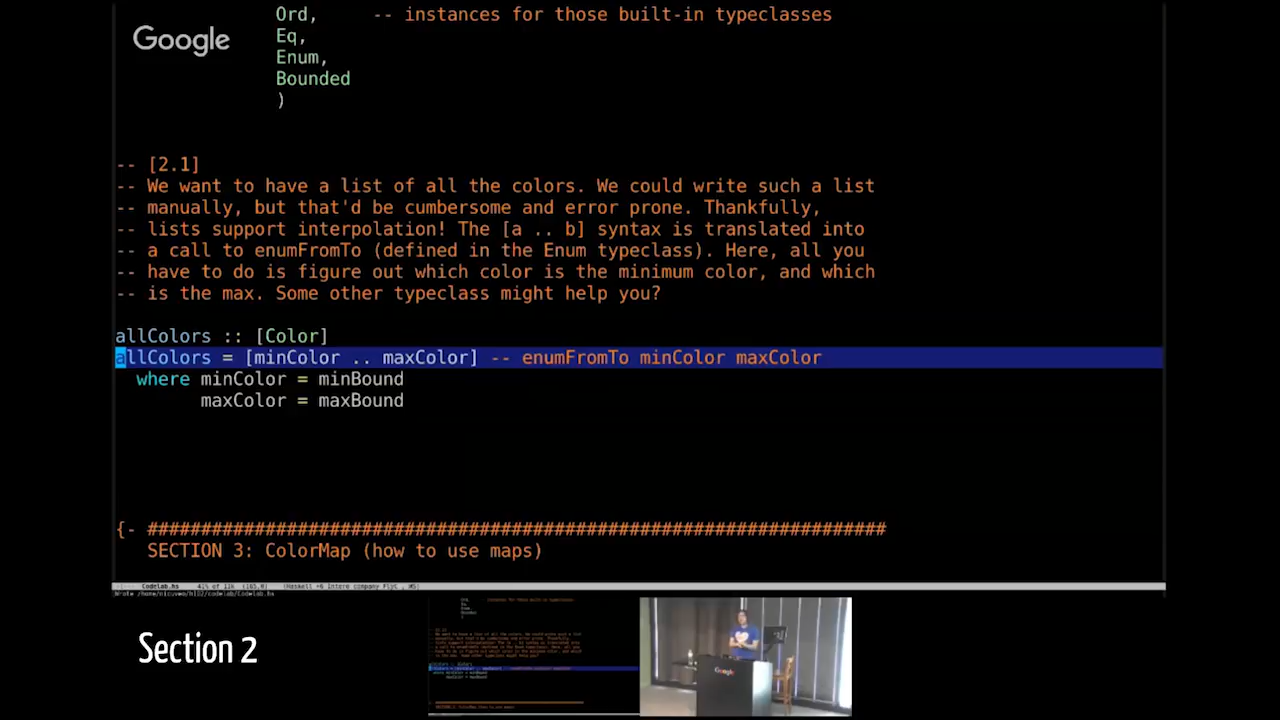 Google
Ord,     -- instances for those built-in typeclasses
Eq,
Enum,
Bounded
)
-- [2.1]
-- We want to have a list of all the colors. We could write such a list
-- manually, but that'd be cumbersome and error prone. Thankfully,
-- lists support interpolation! The [a .. b] syntax is translated into
-- a call to enumFromTo (defined in the Enum typeclass). Here, all you
-- have to do is figure out which color is the minimum color, and which
-- is the max. Some other typeclass might help you?
allColors :: [Color]
allColors = [minColor .. maxColor] -- enumFromTo minColor maxColor
  where minColor = minBound
        maxColor = maxBound
{- #####################################################################
   SECTION 3: ColorMap (how to use maps)
Section 2
Google